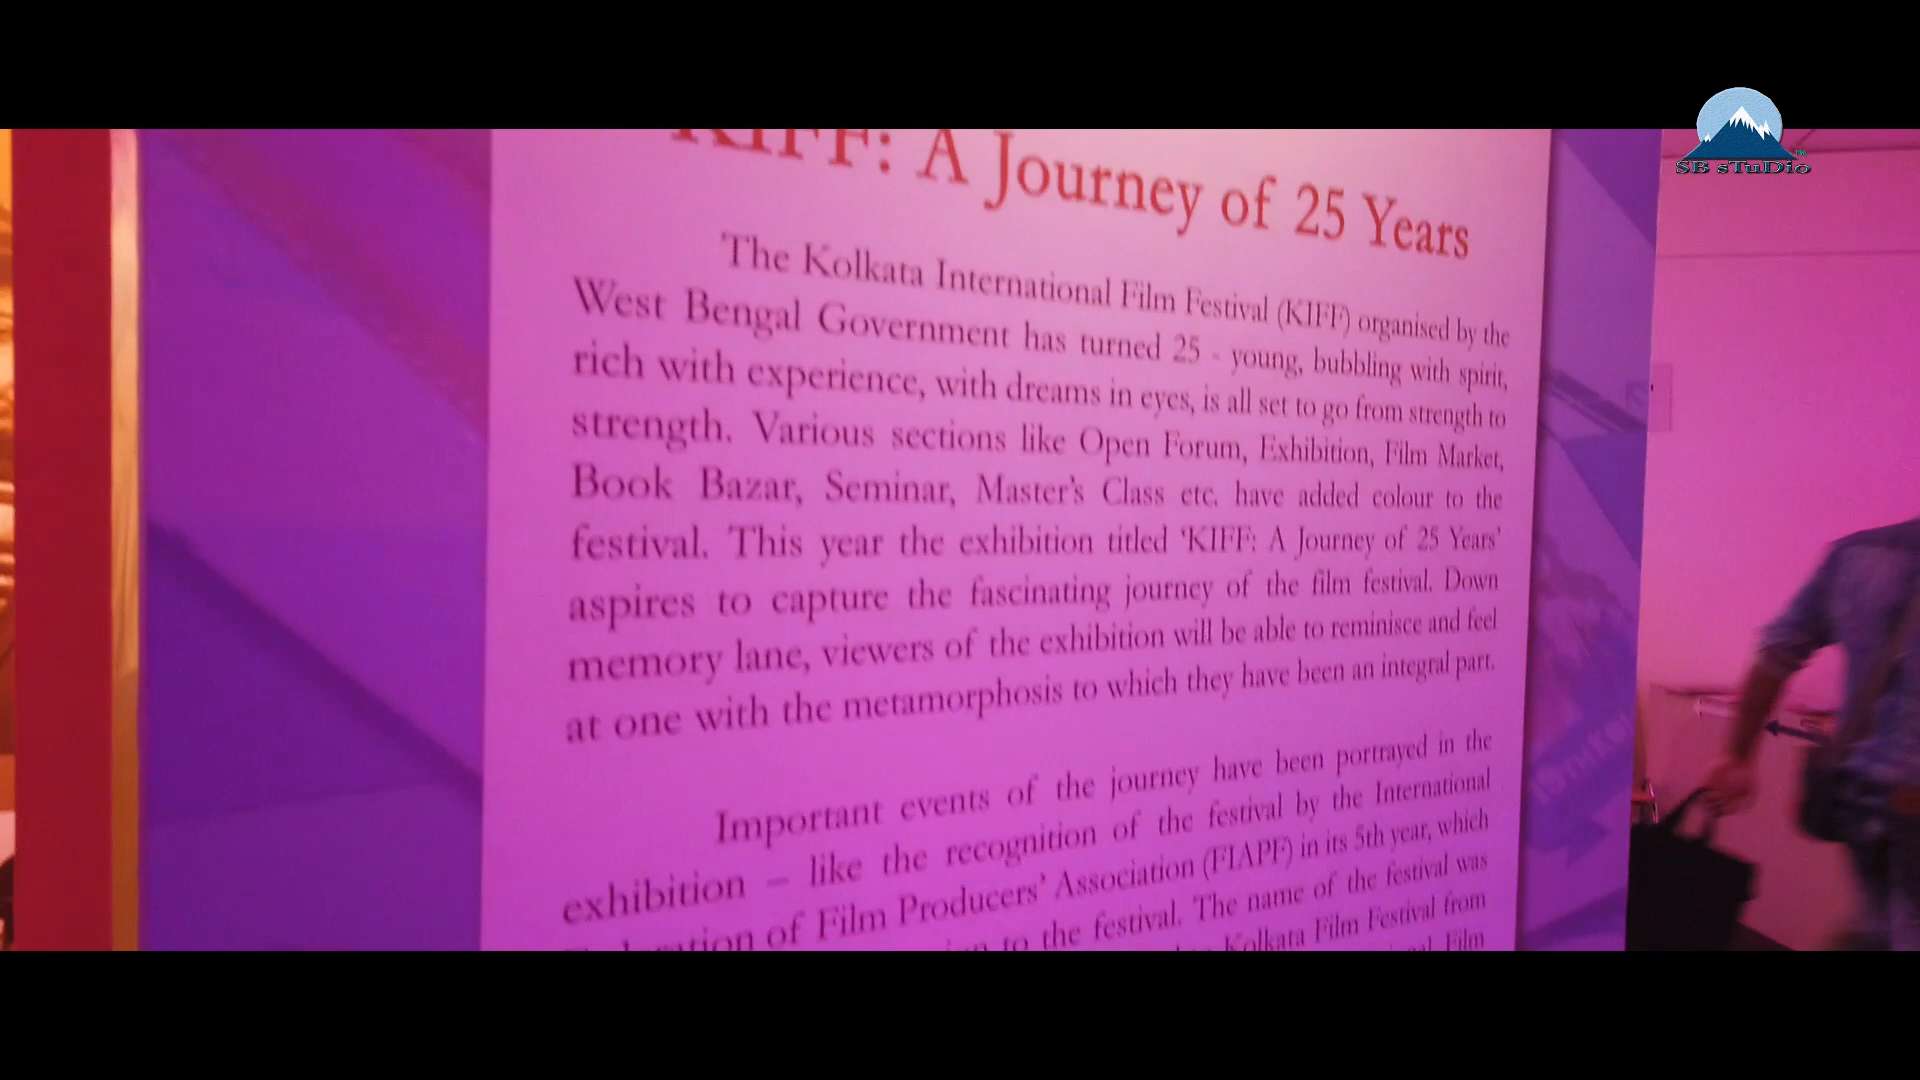 KIFF: A Journey of 25 Years
The Kolkata International Film Festival (KIFF) organised by the
West Bengal Government has turned 25 - young, bubbling with spirit,
rich with experience, with dreams in eyes, is all set to go from strength to
strength. Various sections like Open Forum, Exhibition, Film Market,
Book Bazar, Seminar, Master's Class etc. have added colour to the
festival. This year the exhibition titled 'KIFF: A Journey of 25 Years'
aspires to capture the fascinating journey of the film festival. Down
memory lane, viewers of the exhibition will be able to reminisce and feel
at one with the metamorphosis to which they have been an integral part.
Important events of the journey have been portrayed in the
exhibition – like the recognition of the festival by the International
of Film Producers' Association (FIAPF) in its 5th year, which
to the festival. The name of the festival was
Kolkata Film Festival from
Film
SB sTuDio